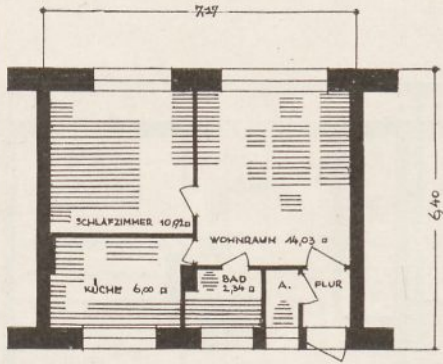 7,17
6,40
SCHLAFZIMMER 10,92 □
WOHNRAUM 14,03 □
KÜCHE 6,00 □
BAD
2,34 □
A.
FLUR